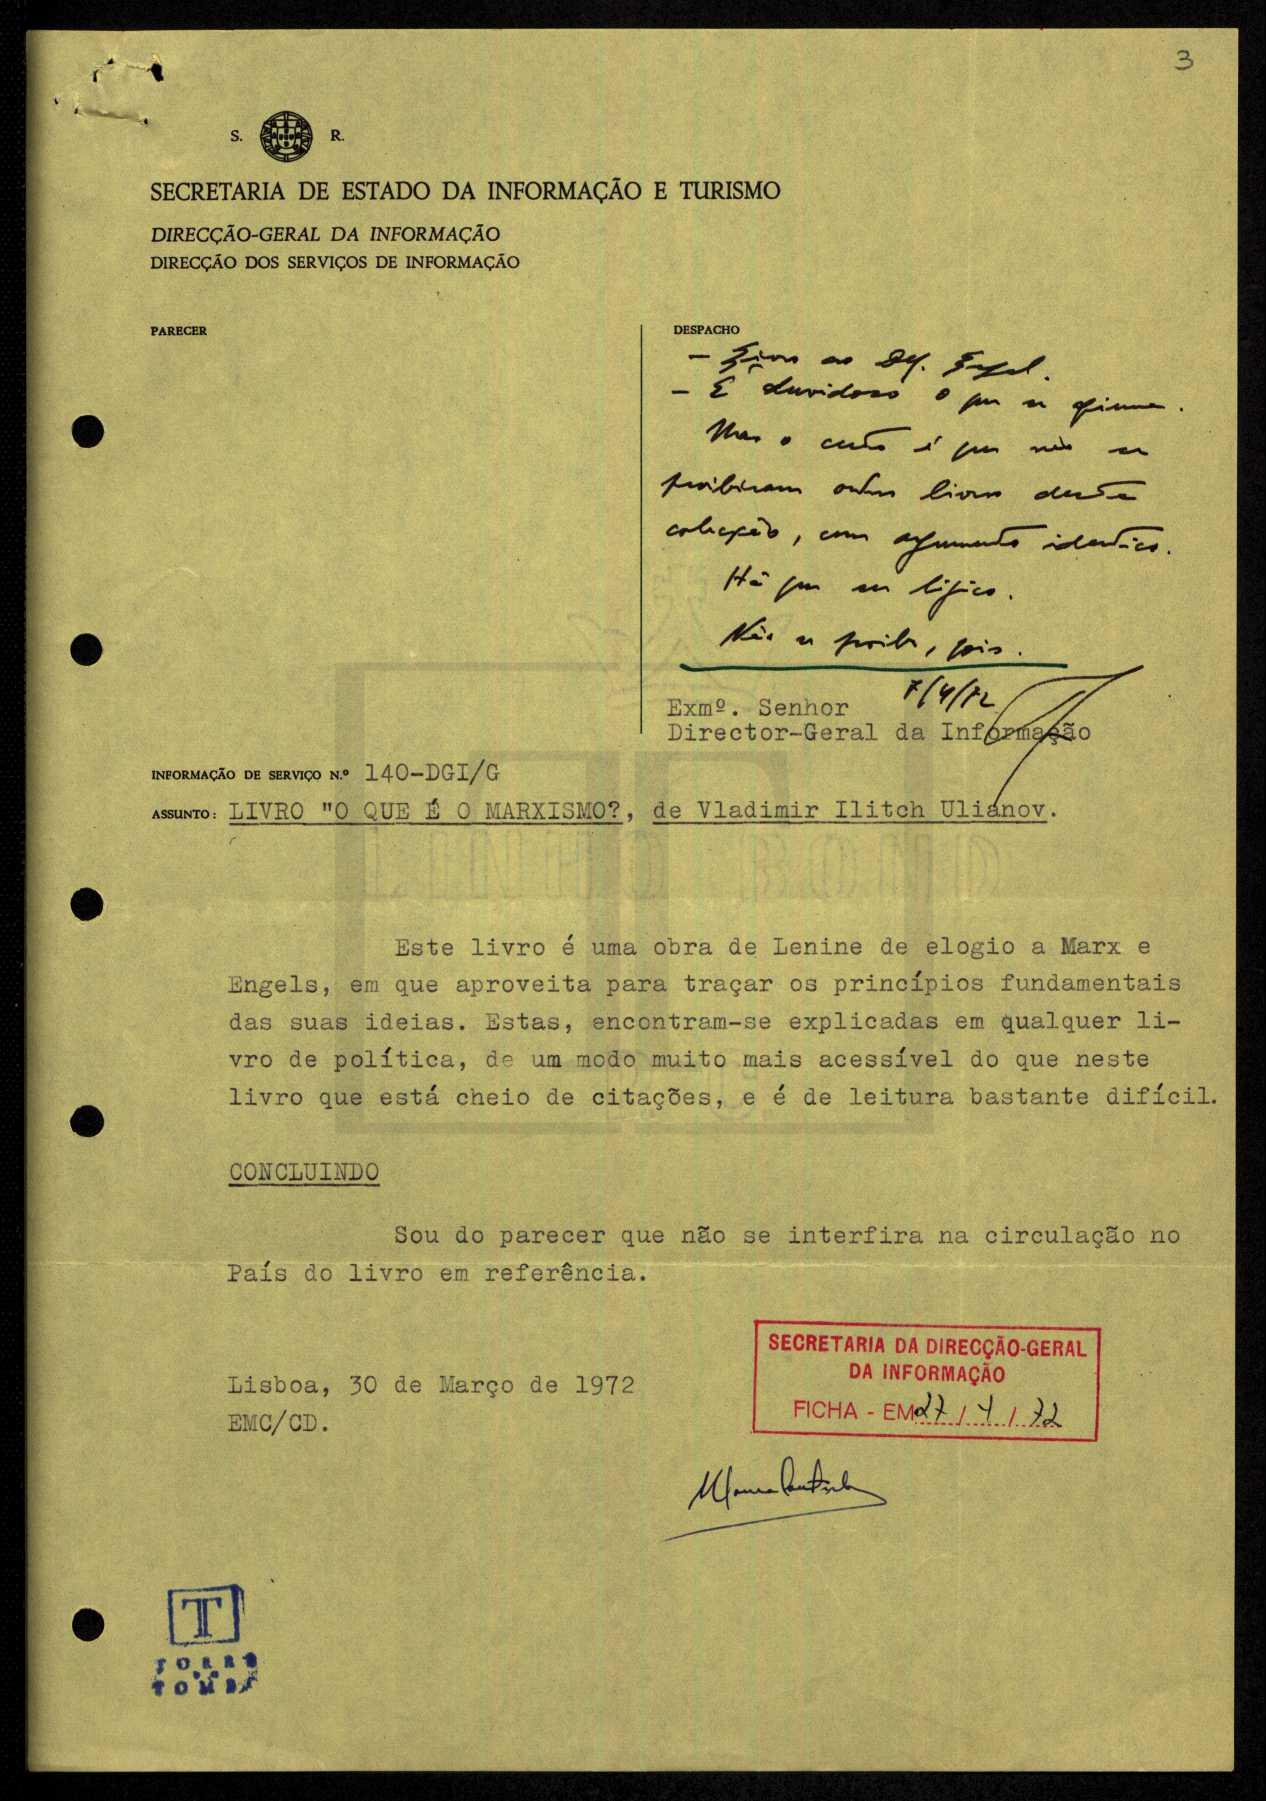 3
S. R.
SECRETARIA DE ESTADO DA INFORMAÇÃO E TURISMO
DIRECÇÃO-GERAL DA INFORMAÇÃO
DIRECÇÃO DOS SERVIÇOS DE INFORMAÇÃO
PARECER
DESPACHO
- É duvidoso o que se afirma.
Mas o certo é que não se
proibiram outros livros desta
colecção, com argumento idêntico.
Há que ser lógico.
Não se proíbe, pois.
7/4/72
Exmº. Senhor
Director-Geral da Informação
INFORMAÇÃO DE SERVIÇO N.º 140-DGI/G
ASSUNTO: LIVRO "O QUE É O MARXISMO?, de Vladimir Ilitch Ulianov.
Este livro é uma obra de Lenine de elogio a Marx e
Engels, em que aproveita para traçar os princípios fundamentais
das suas ideias. Estas, encontram-se explicadas em qualquer li-
vro de política, de um modo muito mais acessível do que neste
livro que está cheio de citações, e é de leitura bastante difícil.
CONCLUINDO
Sou do parecer que não se interfira na circulação no
País do livro em referência.
SECRETARIA DA DIRECÇÃO-GERAL
DA INFORMAÇÃO
FICHA - EM 27 / 4 / 72
Lisboa, 30 de Março de 1972
EMC/CD.
T
TORRE
DO
TOMBO